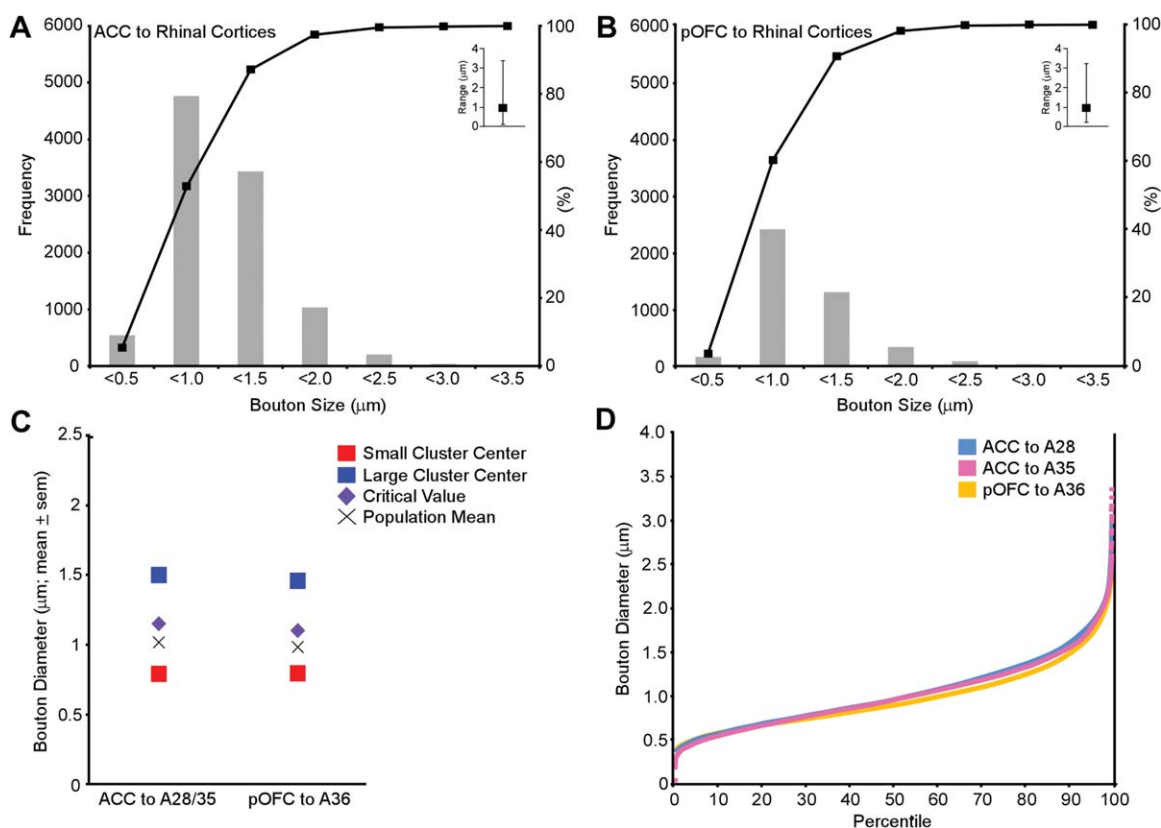 A
ACC to Rhinal Cortices
6000
5000
4000
3000
2000
1000
0
Frequency
100
80
60
40
20
0
(%)
4
3
2
1
0
Range (μm)
<0.5 <1.0 <1.5 <2.0 <2.5 <3.0 <3.5
Bouton Size (μm)
B
pOFC to Rhinal Cortices
6000
5000
4000
3000
2000
1000
0
Frequency
100
80
60
40
20
0
(%)
4
3
2
1
0
Range (μm)
<0.5 <1.0 <1.5 <2.0 <2.5 <3.0 <3.5
Bouton Size (μm)
C
2.5
2
1.5
1
0.5
0
Bouton Diameter (μm; mean ± sem)
Small Cluster Center
Large Cluster Center
Critical Value
Population Mean
ACC to A28/35 pOFC to A36
D
4.0
3.5
3.0
2.5
2.0
1.5
1.0
0.5
0
Bouton Diameter (μm)
ACC to A28
ACC to A35
pOFC to A36
0 10 20 30 40 50 60 70 80 90 100
Percentile